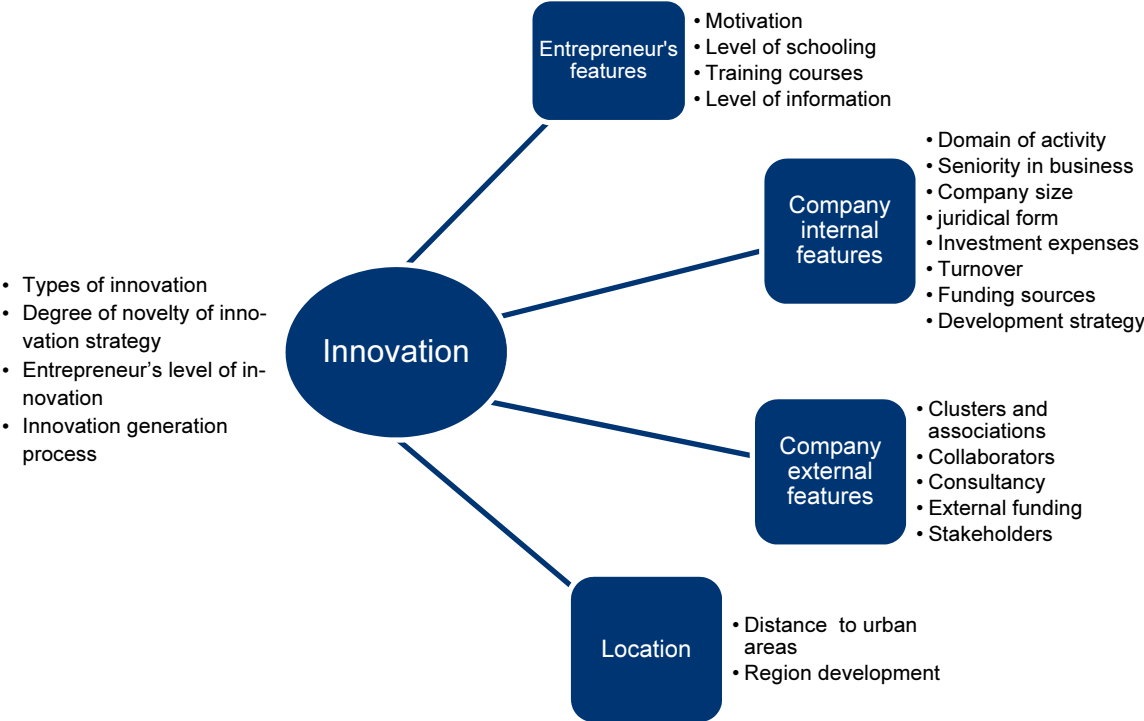 Entrepreneur's
features
• Motivation
• Level of schooling
• Training courses
• Level of information
Company
internal
features
• Domain of activity
• Seniority in business
• Company size
• juridical form
• Investment expenses
• Turnover
• Funding sources
• Development strategy
Innovation
• Types of innovation
• Degree of novelty of inno-
vation strategy
• Entrepreneur’s level of in-
novation
• Innovation generation
process
Company
external
features
• Clusters and
associations
• Collaborators
• Consultancy
• External funding
• Stakeholders
Location
• Distance to urban
areas
• Region development